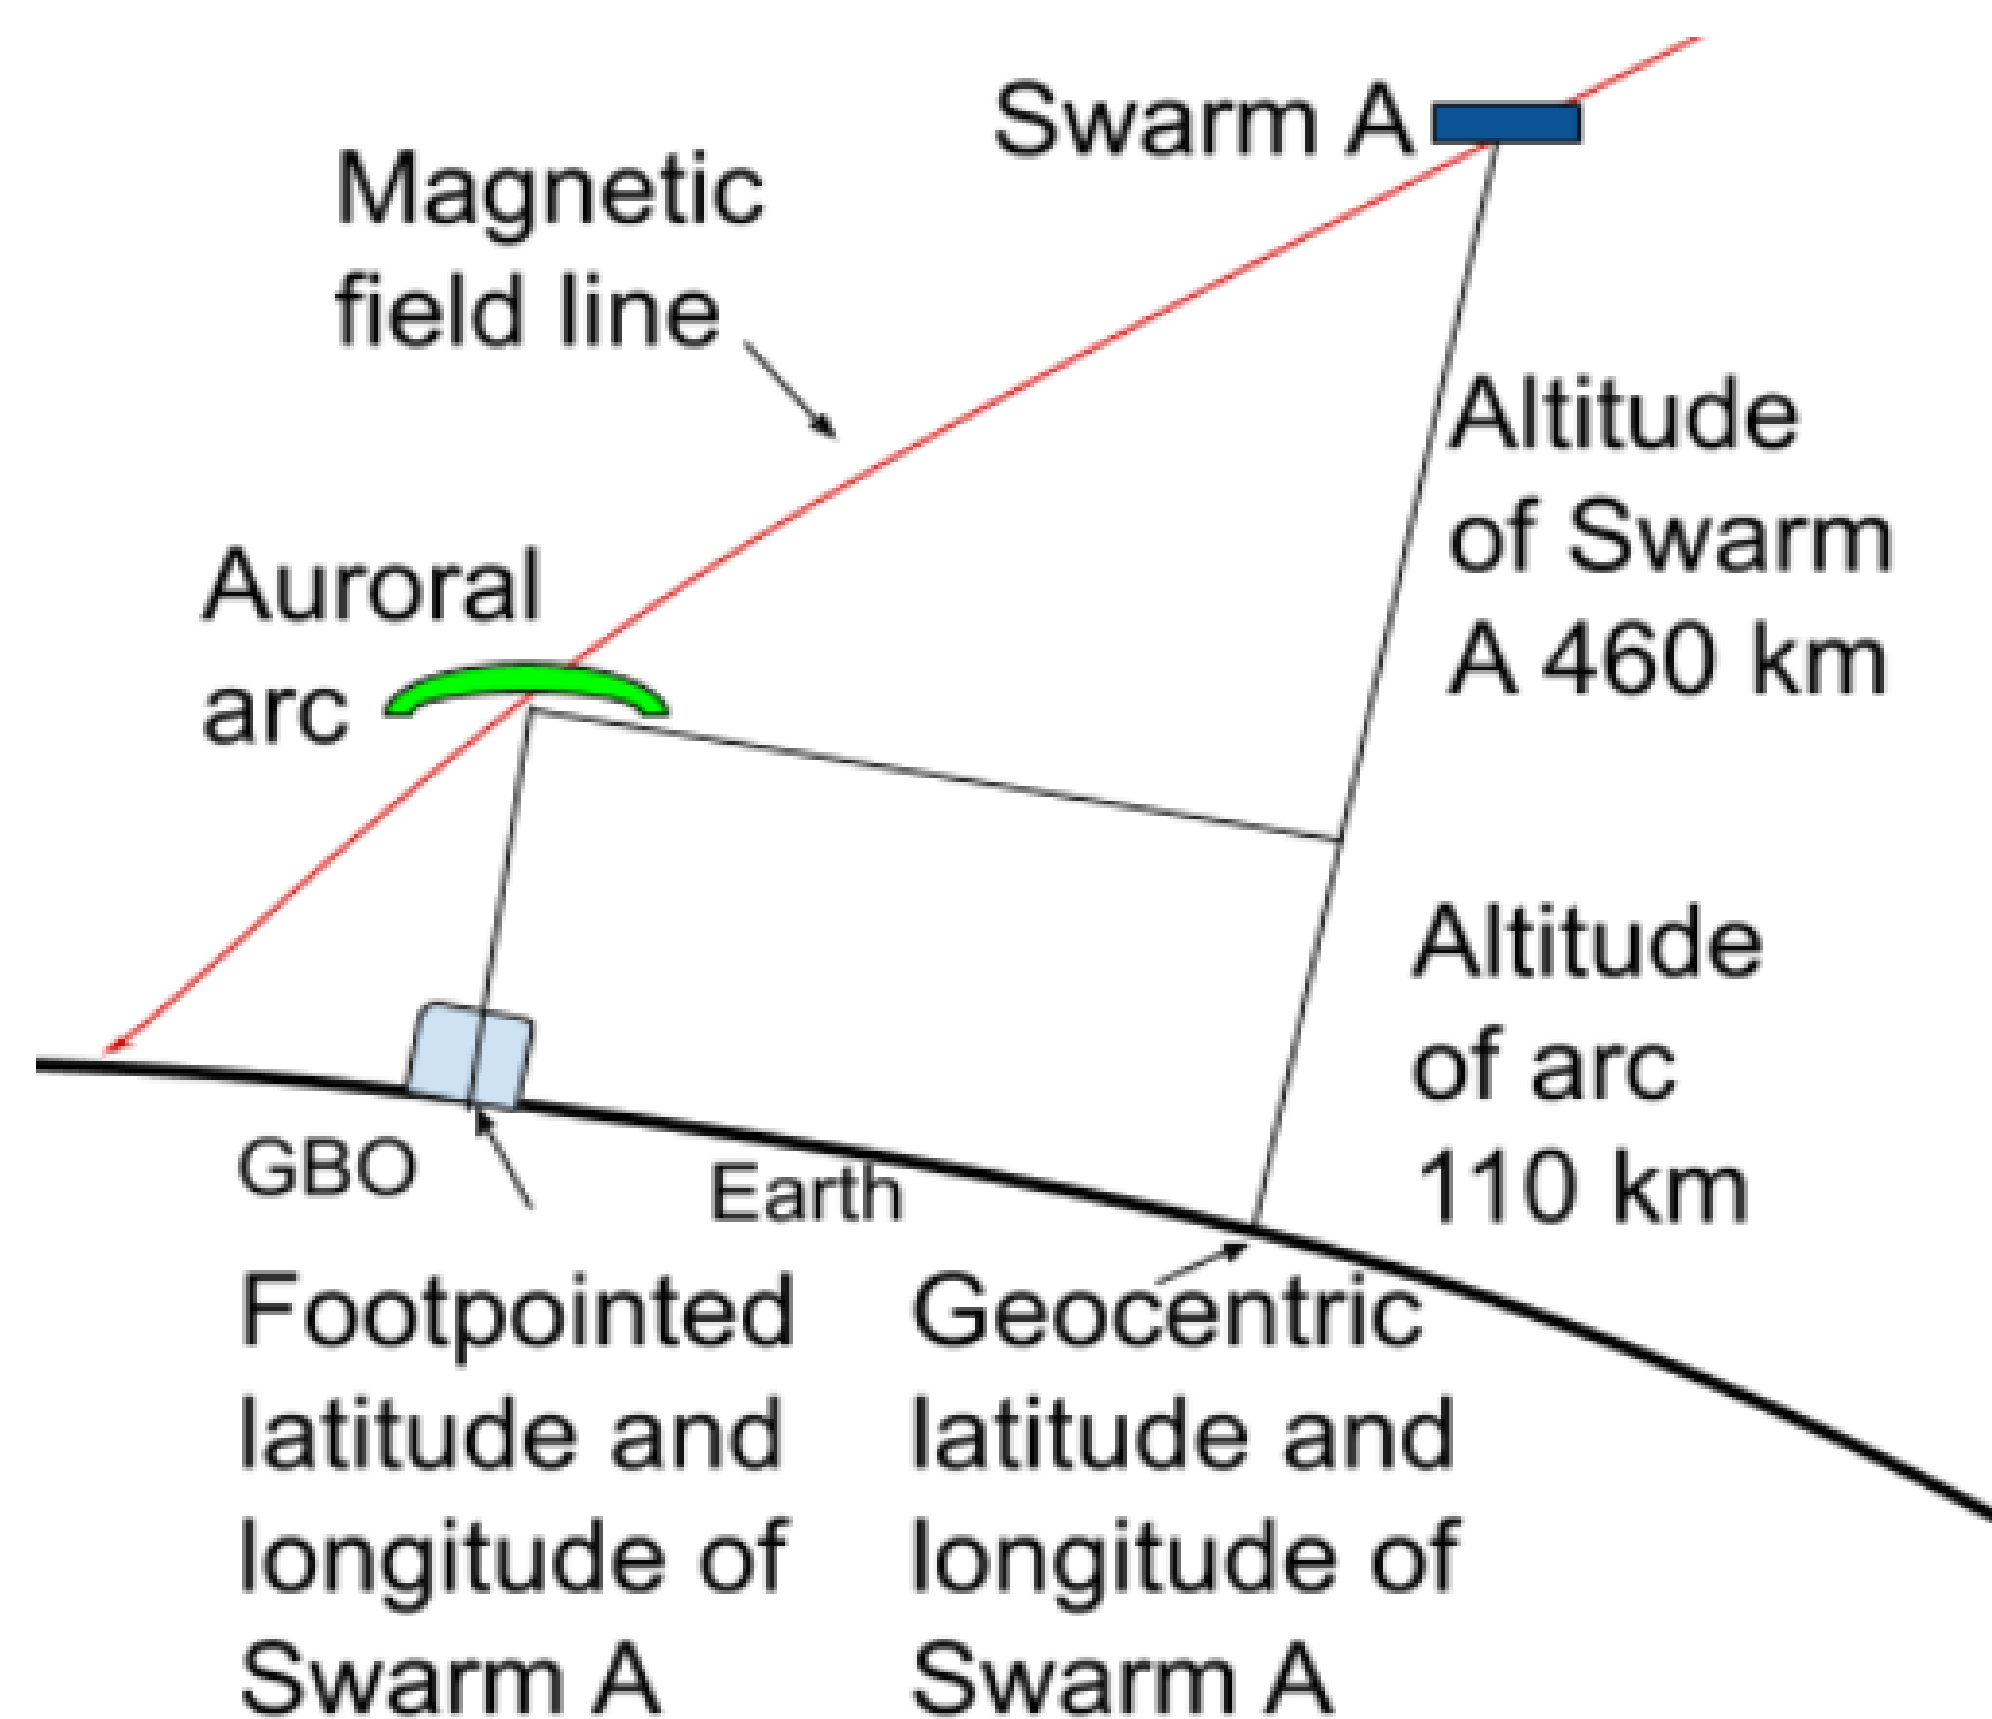 Swarm A
Magnetic
field line
Altitude
of Swarm
A 460 km
Auroral
arc
Altitude
of arc
110 km
GBO
Earth
Footpointed
latitude and
longitude of
Swarm A
Geocentric
latitude and
longitude of
Swarm A